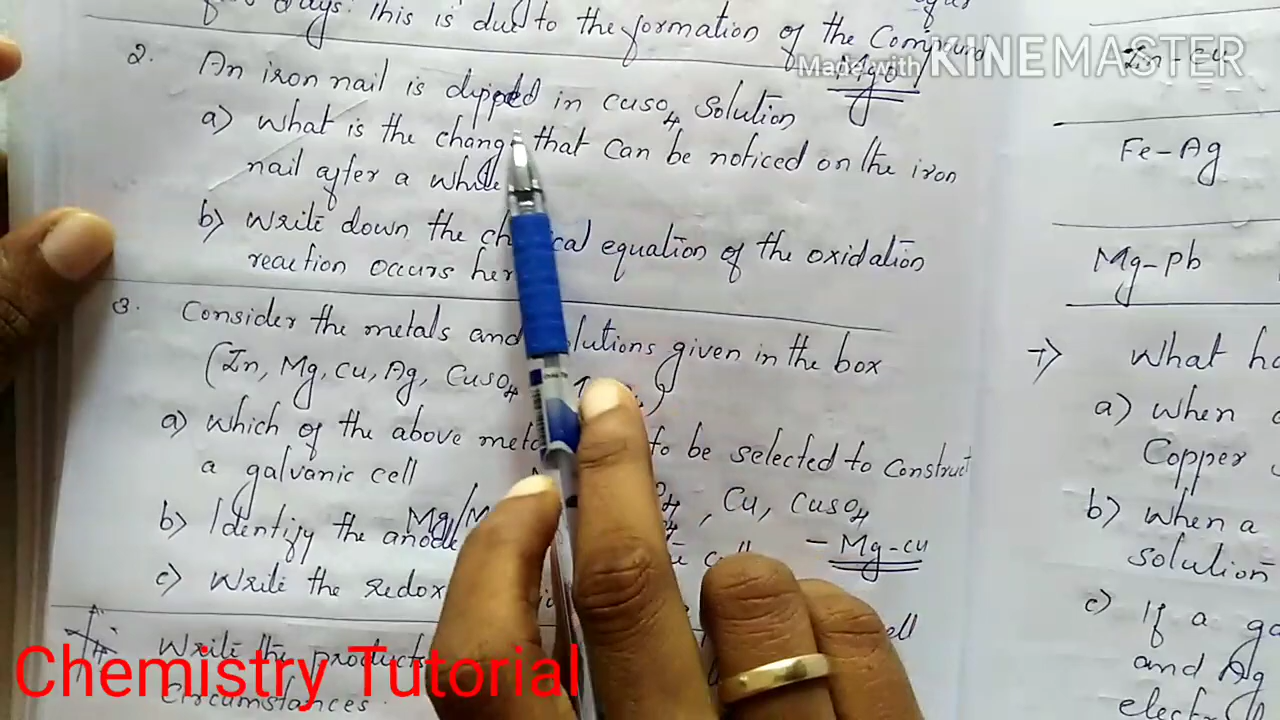 days. This is due to the formation of the Compound
MgO
2. An iron nail is dipped in CuSO4 Solution
a) What is the change that can be noticed on the iron
nail after a while
b) Write down the chemical equation of the oxidation
reaction occurs here
3. Consider the metals and solutions given in the box
(Zn, Mg, Cu, Ag, CuSO4
a) Which of the above metals to be selected to construct
a galvanic cell
, Cu, CuSO4
b) Identify the anode
Mg/M
- Mg-Cu
c) Write the redox
cell
Write the products
circumstances.
Zn-Cu
Fe-Ag
Mg-Pb
7) What
a) When
Copper
b) When a
solution
c) If a
and Ag
Made with KINEMASTER
Chemistry Tutorial